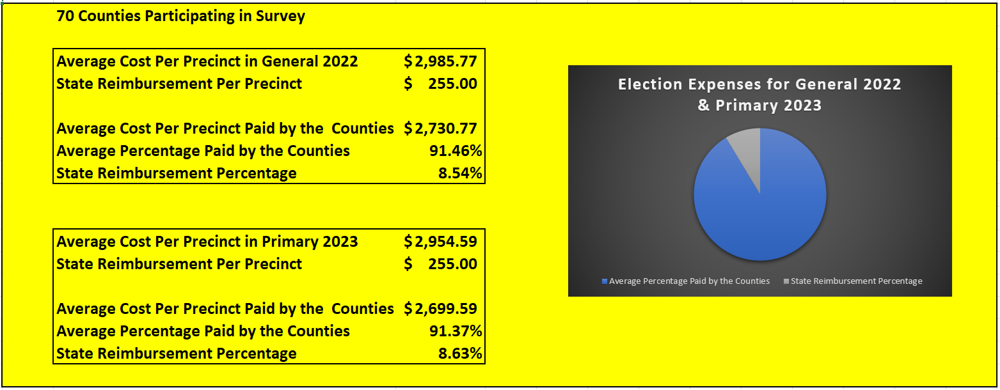 70 Counties Participating in Survey
Average Cost Per Precinct in General 2022 $2,985.77
State Reimbursement Per Precinct $ 255.00
Average Cost Per Precinct Paid by the  Counties $2,730.77
Average Percentage Paid by the Counties 91.46%
State Reimbursement Percentage 8.54%
Average Cost Per Precinct in Primary 2023 $2,954.59
State Reimbursement Per Precinct $ 255.00
Average Cost Per Precinct Paid by the  Counties $2,699.59
Average Percentage Paid by the Counties 91.37%
State Reimbursement Percentage 8.63%
Election Expenses for General 2022
& Primary 2023
Average Percentage Paid by the Counties State Reimbursement Percentage